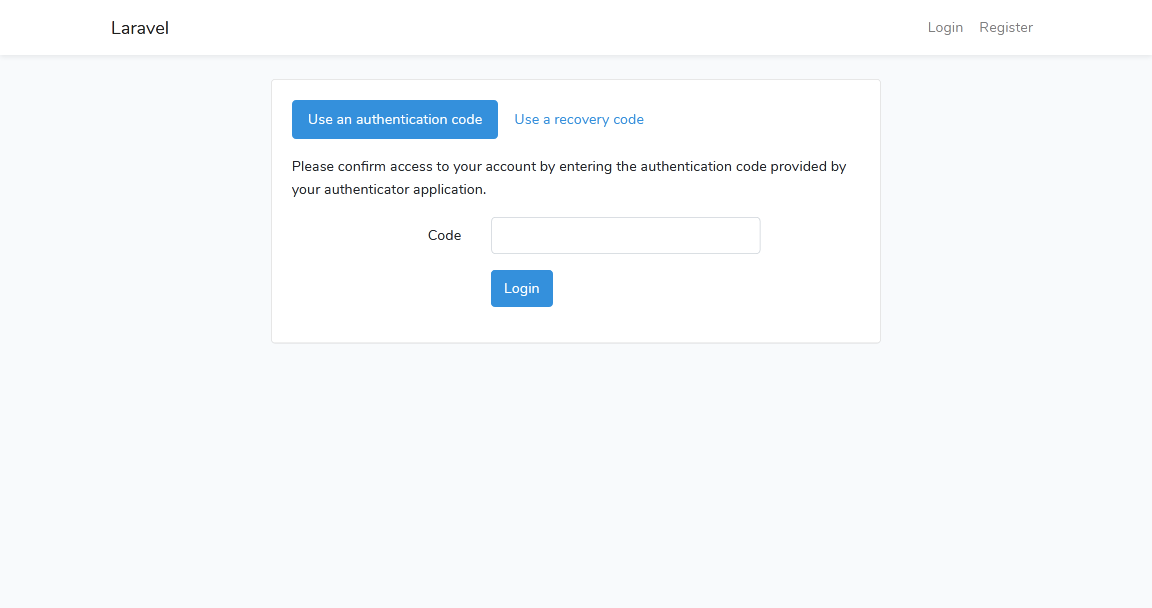 Laravel
Login Register
Use an authentication code Use a recovery code
Please confirm access to your account by entering the authentication code provided by
your authenticator application.
Code
Login